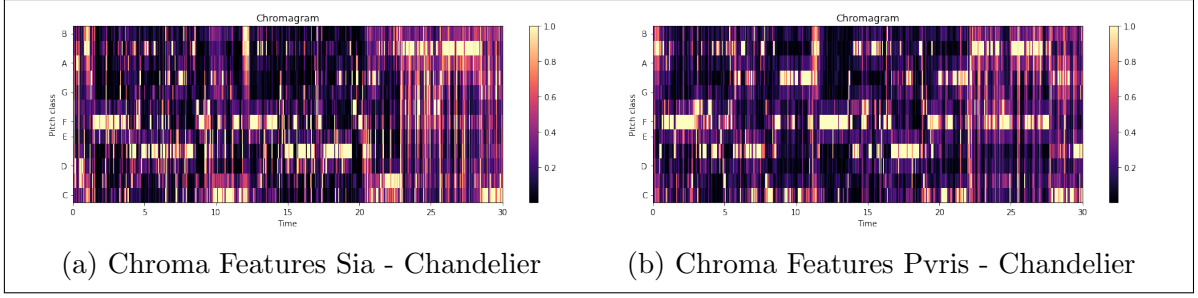 Chromagram
B
A
G
F
E
D
C
Pitch class
0
5
10
15
20
25
30
Time
1.0
0.8
0.6
0.4
0.2
(a) Chroma Features Sia - Chandelier
Chromagram
B
A
G
F
E
D
C
Pitch class
0
5
10
15
20
25
30
Time
1.0
0.8
0.6
0.4
0.2
(b) Chroma Features Pvris - Chandelier